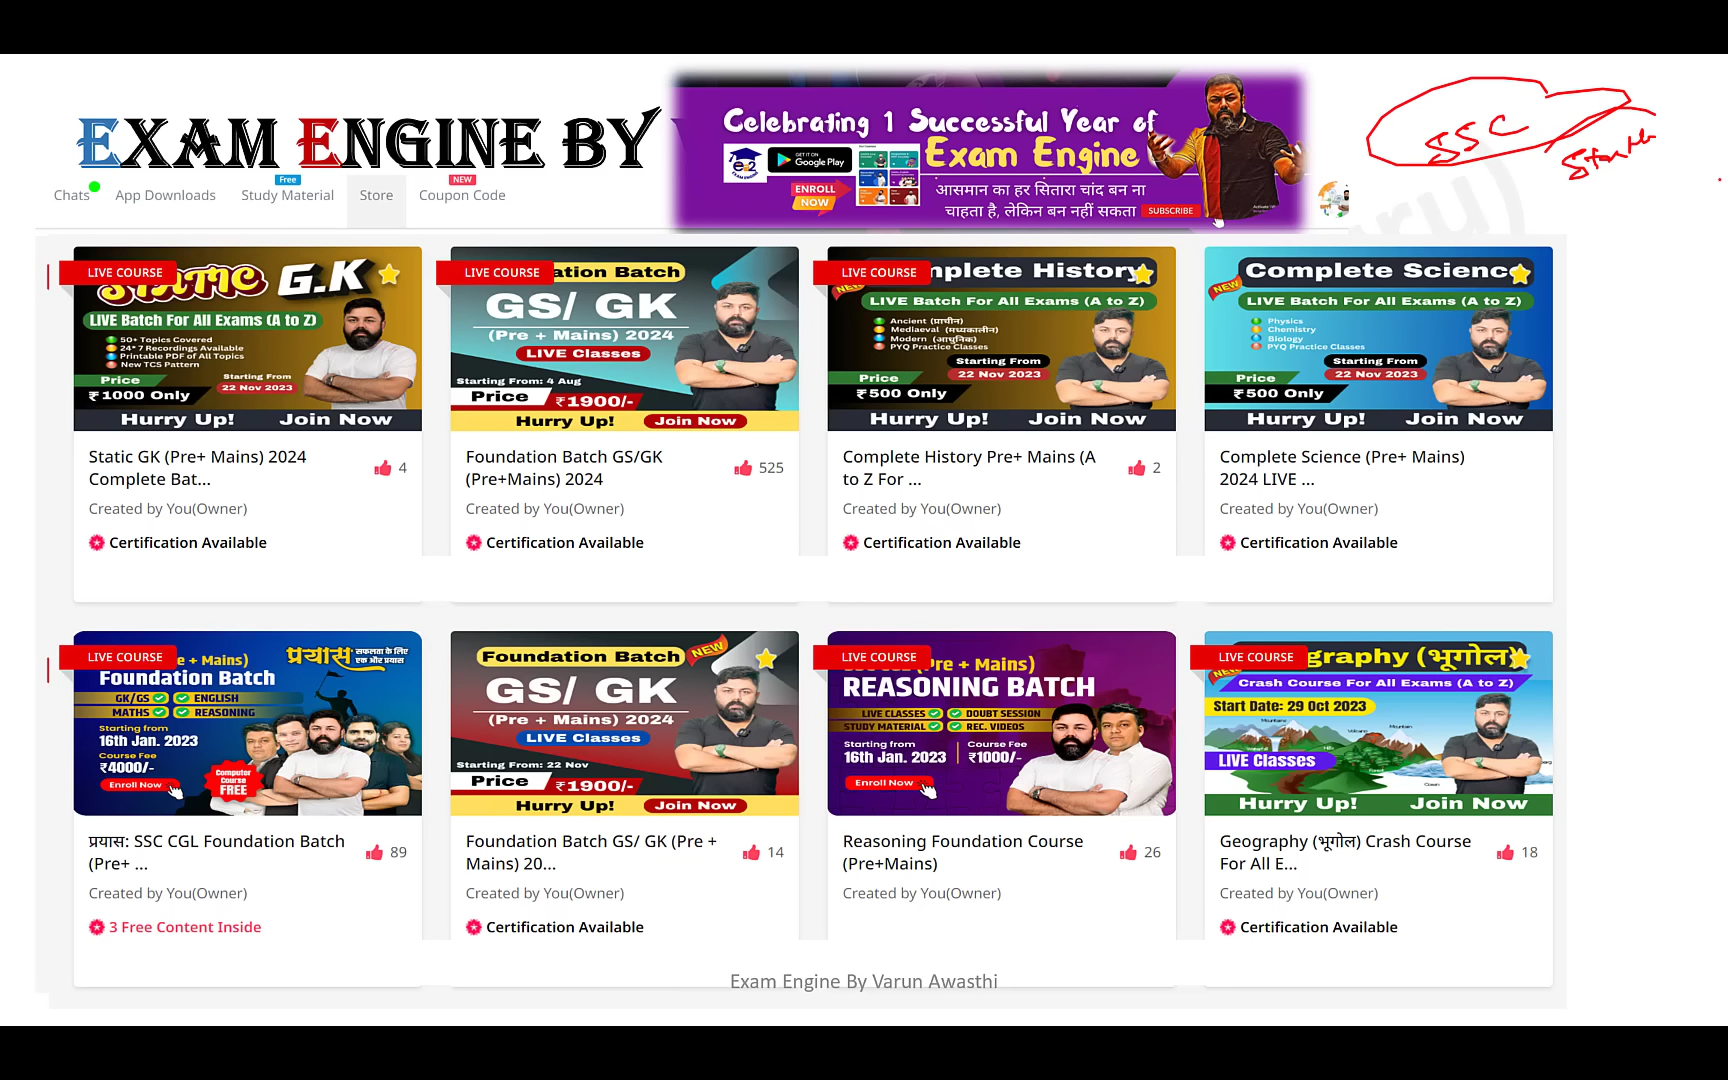 EXAM ENGINE BY
Chats
App Downloads
Free
Study Material
Store
NEW
Coupon Code
Celebrating 1 Successful Year of
Exam Engine
EXAM ENGINE
GET IT ON
Google Play
ENROLL
NOW
आसमान का हर सितारा चांद बन ना
चाहता है, लेकिन बन नहीं सकता
SUBSCRIBE
SSC
LIVE COURSE
Static G.K
LIVE Batch For All Exams (A to Z)
50+ Topics Covered
24*7 Recordings Available
Printable PDF of All Topics
New TCS Pattern
Price
₹1000 Only
Starting From
22 Nov 2023
Hurry Up! Join Now
Static GK (Pre+ Mains) 2024
Complete Bat...
4
Created by You(Owner)
Certification Available
LIVE COURSE
ation Batch
GS/ GK
(Pre + Mains) 2024
LIVE Classes
Starting From: 4 Aug
Price ₹1900/-
Hurry Up! Join Now
Foundation Batch GS/GK
(Pre+Mains) 2024
525
Created by You(Owner)
Certification Available
LIVE COURSE
mplete History
NEW
LIVE Batch For All Exams (A to Z)
Ancient (प्राचीन)
Mediaeval (मध्यकालीन)
Modern (आधुनिक)
PYQ Practice Classes
Starting From
22 Nov 2023
Price
₹500 Only
Hurry Up! Join Now
Complete History Pre+ Mains (A
to Z For ...
2
Created by You(Owner)
Certification Available
Complete Science
NEW
LIVE Batch For All Exams (A to Z)
Physics
Chemistry
Biology
PYQ Practice Classes
Starting From
22 Nov 2023
Price
₹500 Only
Hurry Up! Join Now
Complete Science (Pre+ Mains)
2024 LIVE ...
Created by You(Owner)
Certification Available
LIVE COURSE
e + Mains)
प्रयास सफलता के लिए
एक और प्रयास
Foundation Batch
GK/GS ENGLISH
MATHS REASONING
Starting from
16th Jan. 2023
Course Fee
₹4000/-
Enroll Now
Computer
Course
FREE
प्रयास: SSC CGL Foundation Batch
(Pre+ ...
89
Created by You(Owner)
3 Free Content Inside
Foundation Batch NEW
GS/ GK
(Pre + Mains) 2024
LIVE Classes
Starting From: 22 Nov
Price ₹1900/-
Hurry Up! Join Now
Foundation Batch GS/ GK (Pre +
Mains) 20...
14
Created by You(Owner)
Certification Available
LIVE COURSE
(Pre + Mains)
REASONING BATCH
LIVE CLASSES DOUBT SESSION
STUDY MATERIAL REC. VIDEOS
Starting from
16th Jan. 2023
Course Fee
₹1000/-
Enroll Now
Reasoning Foundation Course
(Pre+Mains)
26
Created by You(Owner)
LIVE COURSE
graphy (भूगोल)
Crash Course For All Exams (A to Z)
Start Date: 29 Oct 2023
LIVE Classes
Hurry Up! Join Now
Geography (भूगोल) Crash Course
For All E...
18
Created by You(Owner)
Certification Available
Exam Engine By Varun Awasthi